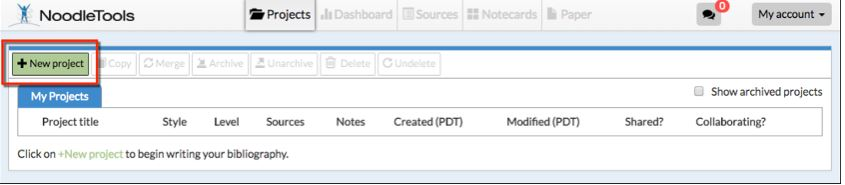 NoodleTools Projects Dashboard Sources Notecards Paper 0 My account
+ New project Copy Merge Archive Unarchive Delete Undelete
My Projects Show archived projects
Project title Style Level Sources Notes Created (PDT) Modified (PDT) Shared? Collaborating?
Click on +New project to begin writing your bibliography.